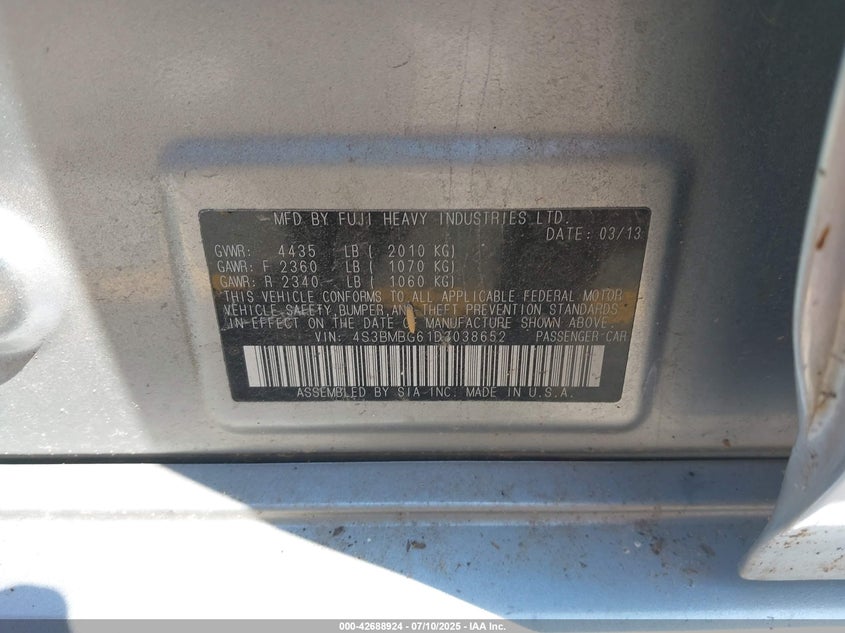 MFD BY FUJI HEAVY INDUSTRIES LTD.
DATE: 03/13
GVWR: 4435 LB ( 2010 KG)
GAWR: F 2360 LB ( 1070 KG)
GAWR: R 2340 LB ( 1060 KG)
THIS VEHICLE CONFORMS TO ALL APPLICABLE FEDERAL MOTOR
VEHICLE SAFETY, BUMPER AND THEFT PREVENTION STANDARDS
IN EFFECT ON THE DATE OF MANUFACTURE SHOWN ABOVE.
VIN: 4S3BMBG61D3038652 PASSENGER CAR
ASSEMBLED BY SIA INC. MADE IN U.S.A.
000-42688924 / 07/10/2025 - IAA Inc.